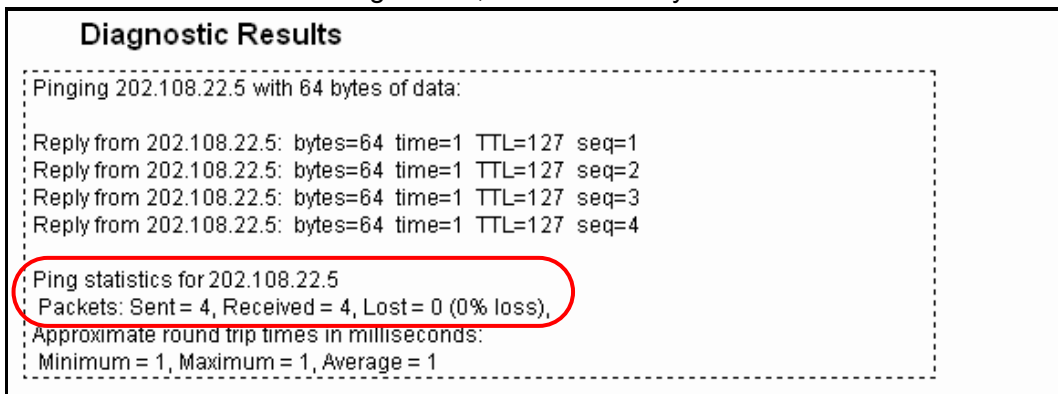 Diagnostic Results
Pinging 202.108.22.5 with 64 bytes of data:
Reply from 202.108.22.5: bytes=64 time=1 TTL=127 seq=1
Reply from 202.108.22.5: bytes=64 time=1 TTL=127 seq=2
Reply from 202.108.22.5: bytes=64 time=1 TTL=127 seq=3
Reply from 202.108.22.5: bytes=64 time=1 TTL=127 seq=4
Ping statistics for 202.108.22.5
Packets: Sent = 4, Received = 4, Lost = 0 (0% loss),
Approximate round trip times in milliseconds:
Minimum = 1, Maximum = 1, Average = 1